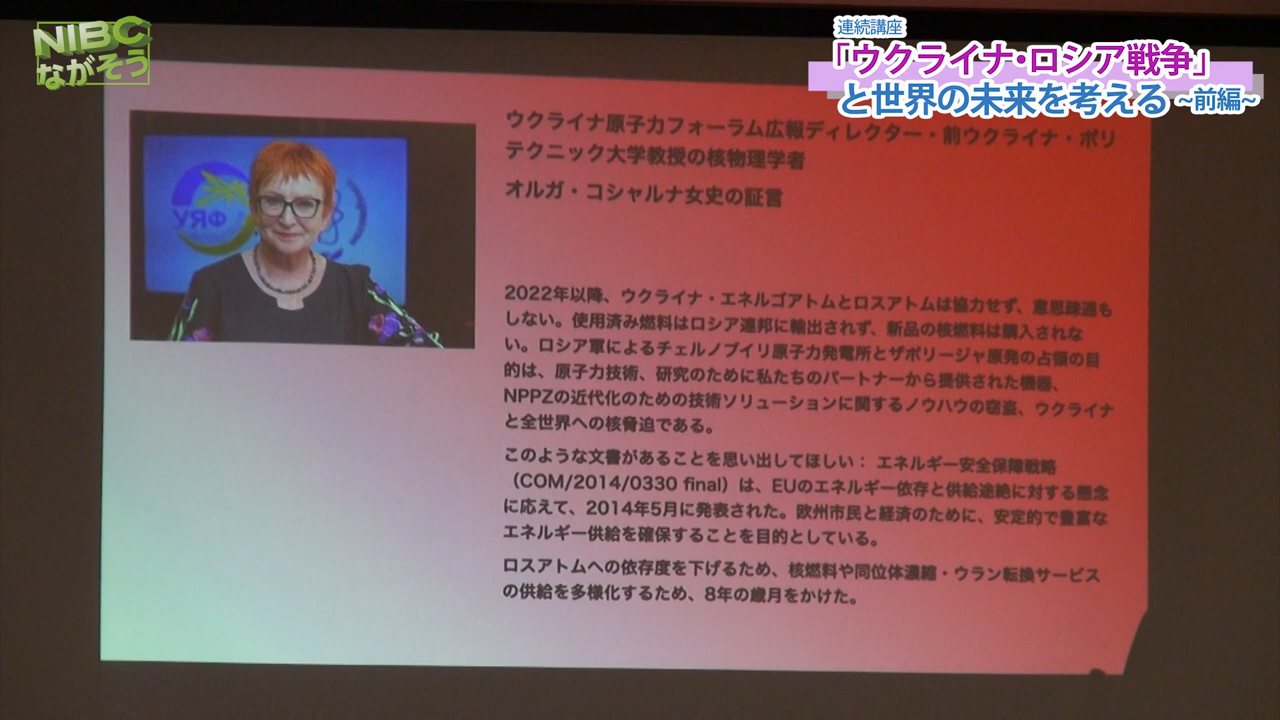 NIBC
ながそう
連続講座
「ウクライナ・ロシア戦争」
と世界の未来を考える ~前編~
УЯФ
ウクライナ原子力フォーラム広報ディレクター・前ウクライナ・ポリ
テクニック大学教授の核物理学者
オルガ・コシャルナ女史の証言
2022年以降、ウクライナ・エネルゴアトムとロスアトムは協力せず、意思疎通も
しない。使用済み燃料はロシア連邦に輸出されず、新品の核燃料は購入されな
い。ロシア軍によるチェルノブイリ原子力発電所とザポリージャ原発の占領の目
的は、原子力技術、研究のために私たちのパートナーから提供された機器、
NPPZの近代化のための技術ソリューションに関するノウハウの窃盗、ウクライナ
と全世界への核脅迫である。
このような文書があることを思い出してほしい： エネルギー安全保障戦略
（COM/2014/0330 final）は、EUのエネルギー依存と供給途絶に対する懸念
に応えて、2014年5月に発表された。欧州市民と経済のために、安定的で豊富な
エネルギー供給を確保することを目的としている。
ロスアトムへの依存度を下げるため、核燃料や同位体濃縮・ウラン転換サービス
の供給を多様化するため、8年の歳月をかけた。